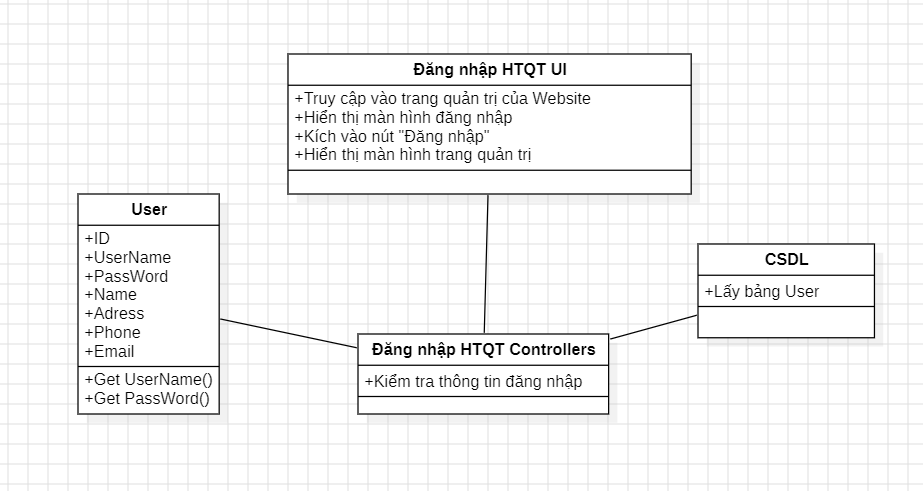 Đăng nhập HTQT UI
+Truy cập vào trang quản trị của Website
+Hiển thị màn hình đăng nhập
+Kích vào nút "Đăng nhập"
+Hiển thị màn hình trang quản trị
User
+ID
+UserName
+PassWord
+Name
+Adress
+Phone
+Email
+Get UserName()
+Get PassWord()
CSDL
+Lấy bảng User
Đăng nhập HTQT Controllers
+Kiểm tra thông tin đăng nhập